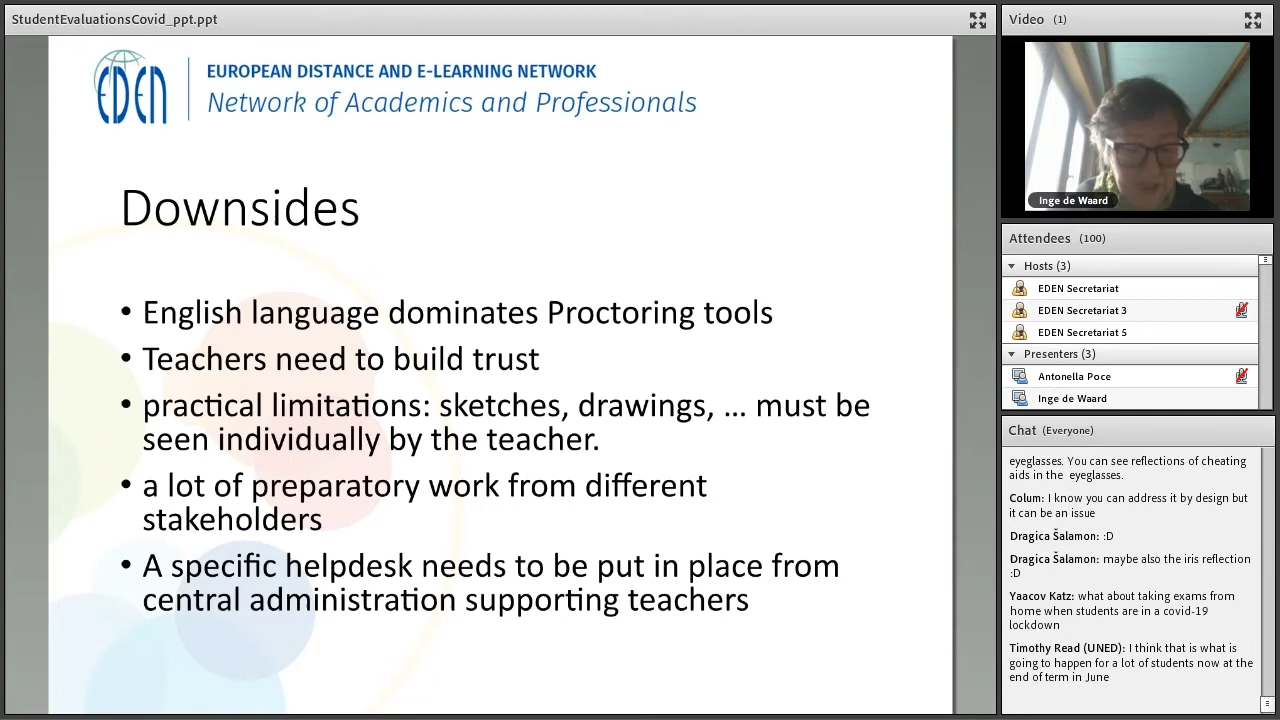 StudentEvaluationsCovid_ppt.ppt
EDEN
EUROPEAN DISTANCE AND E-LEARNING NETWORK
Network of Academics and Professionals
Downsides
• English language dominates Proctoring tools
• Teachers need to build trust
• practical limitations: sketches, drawings, ... must be
seen individually by the teacher.
• a lot of preparatory work from different
stakeholders
• A specific helpdesk needs to be put in place from
central administration supporting teachers
Video (1)
Inge de Waard
Attendees (100)
Hosts (3)
EDEN Secretariat
EDEN Secretariat 3
EDEN Secretariat 5
Presenters (3)
Antonella Poce
Inge de Waard
Chat (Everyone)
eyeglasses. You can see reflections of cheating
aids in the eyeglasses.
Colum: I know you can address it by design but
it can be an issue
Dragica Šalamon: :D
Dragica Šalamon: maybe also the iris reflection
:D
Yaacov Katz: what about taking exams from
home when students are in a covid-19
lockdown
Timothy Read (UNED): I think that is what is
going to happen for a lot of students now at the
end of term in June